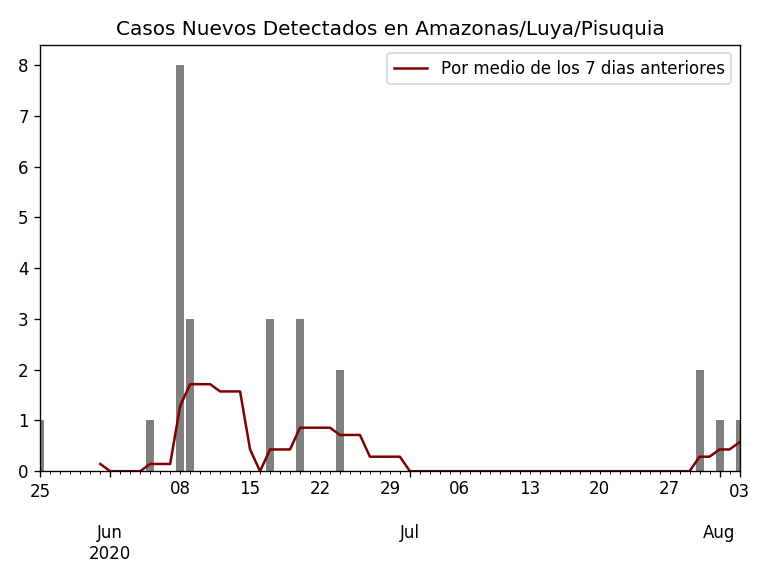 Casos Nuevos Detectados en Amazonas/Luya/Pisuquia
Por medio de los 7 dias anteriores
8
7
6
5
4
3
2
1
0
25 08 15 22 29 06 13 20 27 03
Jun Jul Aug
2020